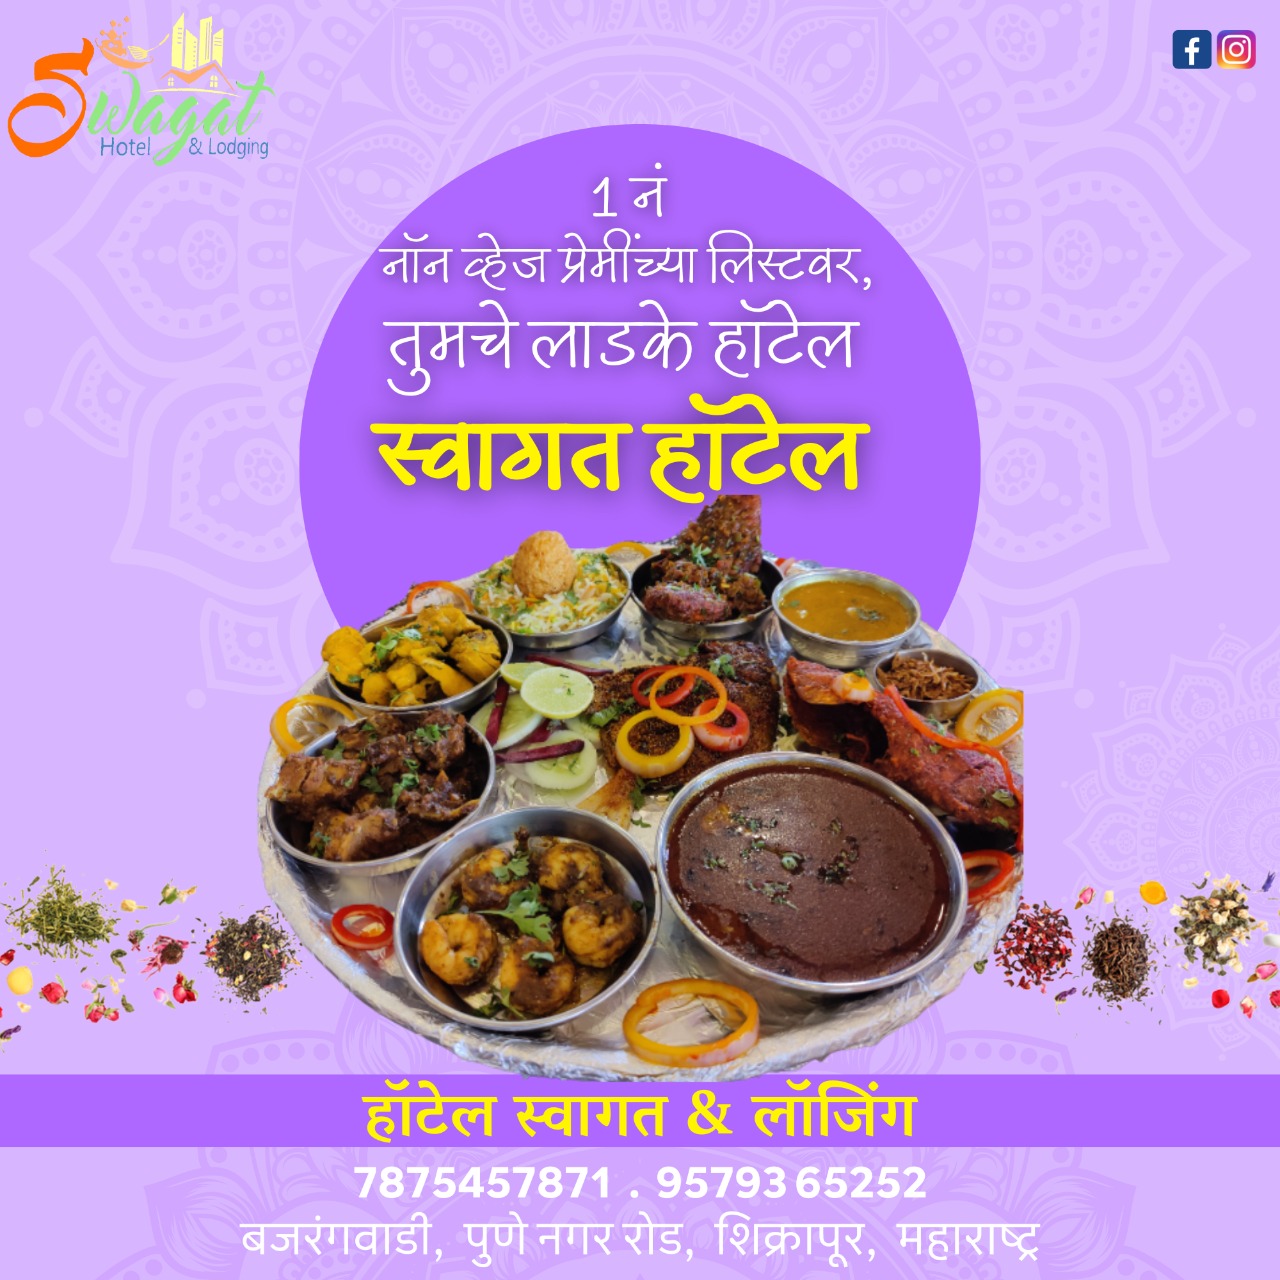 Swagat
Hotel & Lodging
1 नं
नॉन व्हेज प्रेमींच्या लिस्टवर,
तुमचे लाडके हॉटेल
स्वागत हॉटेल
हॉटेल स्वागत & लॉजिंग
7875457871 . 9579365252
बजरंगवाडी, पुणे नगर रोड, शिक्रापूर, महाराष्ट्र